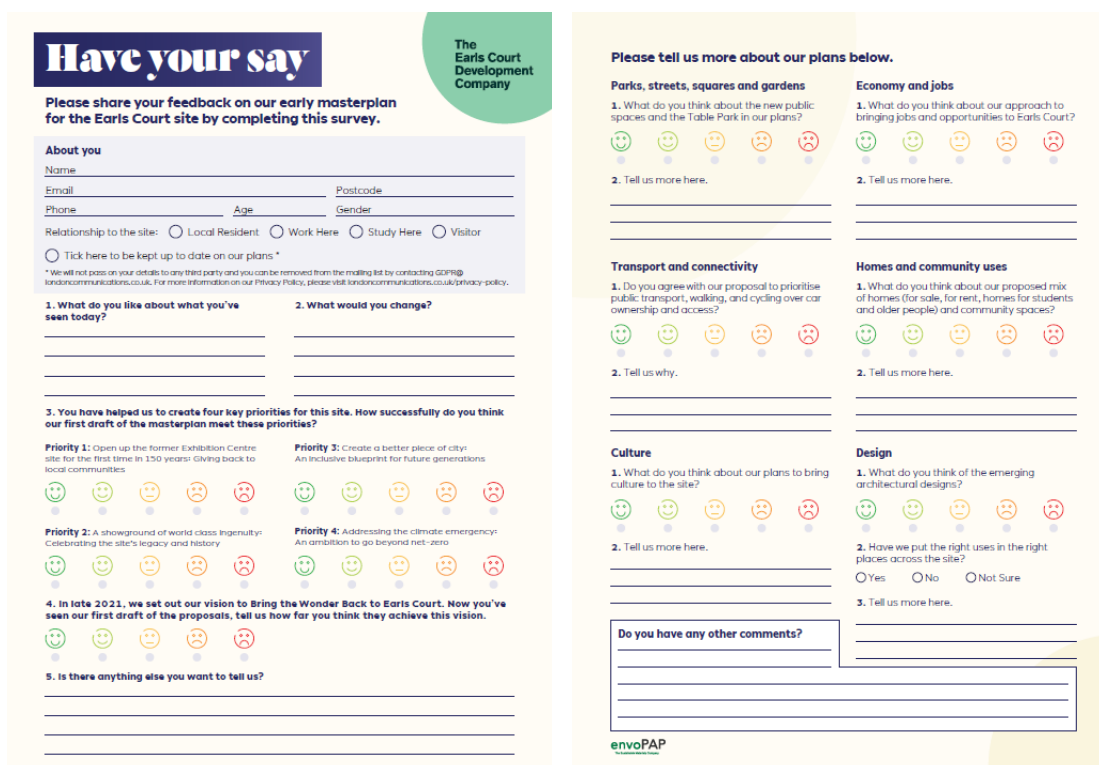 Have your say
The
Earls Court
Development
Company
Please share your feedback on our early masterplan
for the Earls Court site by completing this survey.
About you
Name
Email
Postcode
Phone
Age
Gender
Relationship to the site: Local Resident Work Here Study Here Visitor
Tick here to be kept up to date on our plans *
* We will not pass on your details to any third party and you can be removed from the mailing list by contacting GDPR@
londoncommunications.co.uk. For more information on our Privacy Policy, please visit londoncommunications.co.uk/privacy-policy.
1. What do you like about what you've
seen today?
2. What would you change?
3. You have helped us to create four key priorities for this site. How successfully do you think
our first draft of the masterplan meet these priorities?
Priority 1: Open up the former Exhibition Centre
site for the first time in 150 years: Giving back to
local communities
Priority 3: Create a better piece of city:
An inclusive blueprint for future generations
Priority 2: A showground of world class ingenuity:
Celebrating the site's legacy and history
Priority 4: Addressing the climate emergency:
An ambition to go beyond net-zero
4. In late 2021, we set out our vision to Bring the Wonder Back to Earls Court. Now you've
seen our first draft of the proposals, tell us how far you think they achieve this vision.
5. Is there anything else you want to tell us?
Please tell us more about our plans below.
Parks, streets, squares and gardens
1. What do you think about the new public
spaces and the Table Park in our plans?
2. Tell us more here.
Economy and jobs
1. What do you think about our approach to
bringing jobs and opportunities to Earls Court?
2. Tell us more here.
Transport and connectivity
1. Do you agree with our proposal to prioritise
public transport, walking, and cycling over car
ownership and access?
2. Tell us why.
Homes and community uses
1. What do you think about our proposed mix
of homes (for sale, for rent, homes for students
and older people) and community spaces?
2. Tell us more here.
Culture
1. What do you think about our plans to bring
culture to the site?
2. Tell us more here.
Design
1. What do you think of the emerging
architectural designs?
2. Have we put the right uses in the right
places across the site?
Yes No Not Sure
3. Tell us more here.
Do you have any other comments?
envoPAP